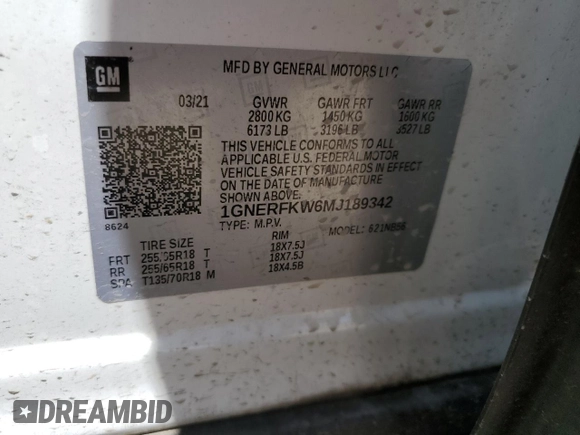 GM
MFD BY GENERAL MOTORS LLC
03/21 GVWR GAWR FRT GAWR RR
2800 KG 1450 KG 1600 KG
6173 LB 3196 LB 3527 LB
THIS VEHICLE CONFORMS TO ALL
APPLICABLE U.S. FEDERAL MOTOR
VEHICLE SAFETY STANDARDS IN
EFFECT ON THE DATE OF MANUFACTURE
SHOWN ABOVE.
1GNERFKW6MJ189342
TYPE: M.P.V. MODEL:
8624
TIRE SIZE RIM
FRT 255/65R18 T 18X7.5J
RR 255/65R18 T 18X7.5J
SPA T135/70R18 M 18X4.5B
DREAMBID